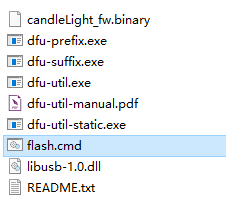 candleLight_fw.binary
dfu-prefix.exe
dfu-suffix.exe
dfu-util.exe
dfu-util-manual.pdf
dfu-util-static.exe
flash.cmd
libusb-1.0.dll
README.txt